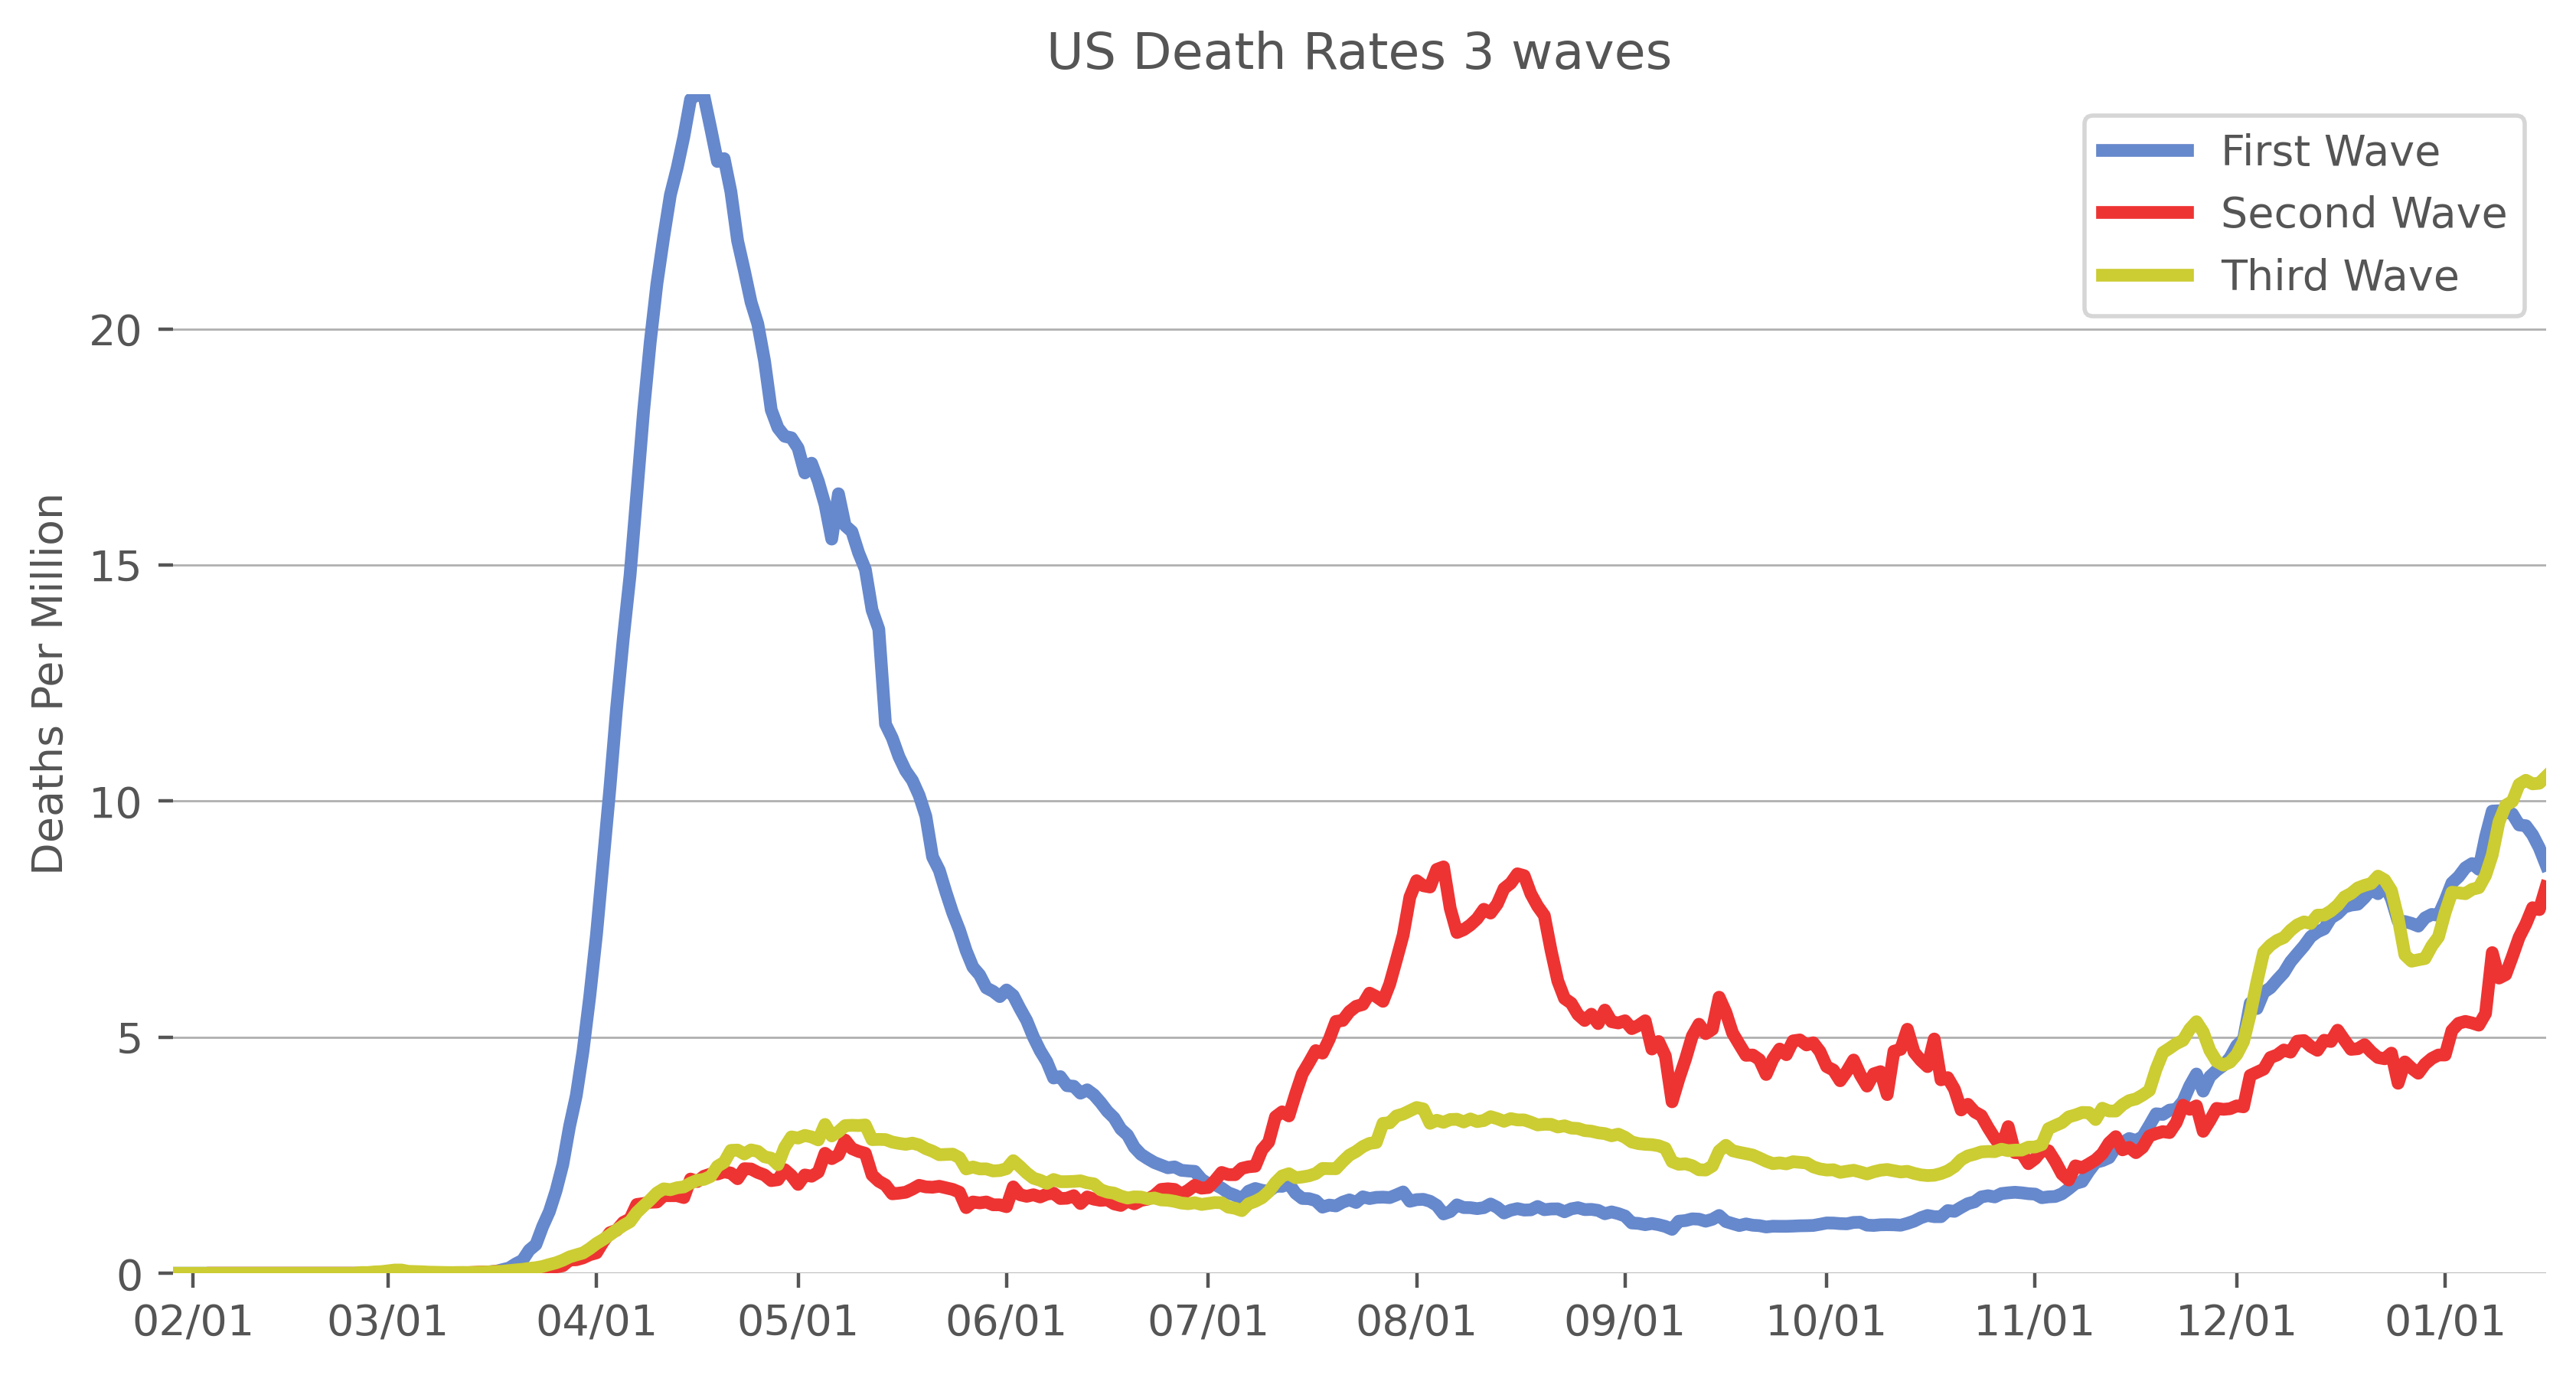 US Death Rates 3 waves
First Wave
Second Wave
Third Wave
Deaths Per Million
20
15
10
5
0
02/01 03/01 04/01 05/01 06/01 07/01 08/01 09/01 10/01 11/01 12/01 01/01